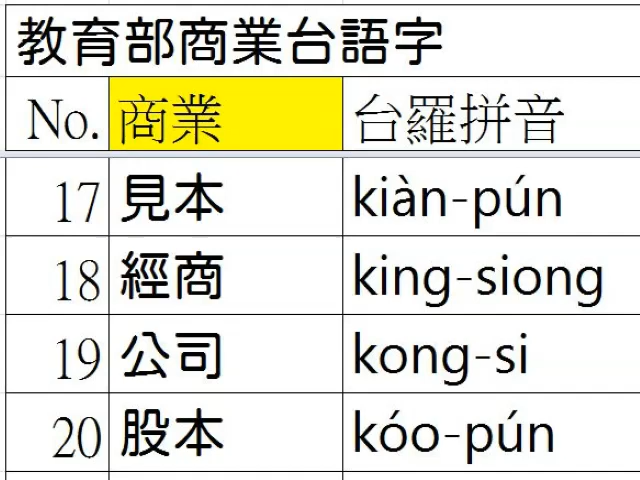 教育部商業台語字
No. 商業 台羅拼音
17 見本 kiàn-pún
18 經商 king-siong
19 公司 kong-si
20 股本 kóo-pún